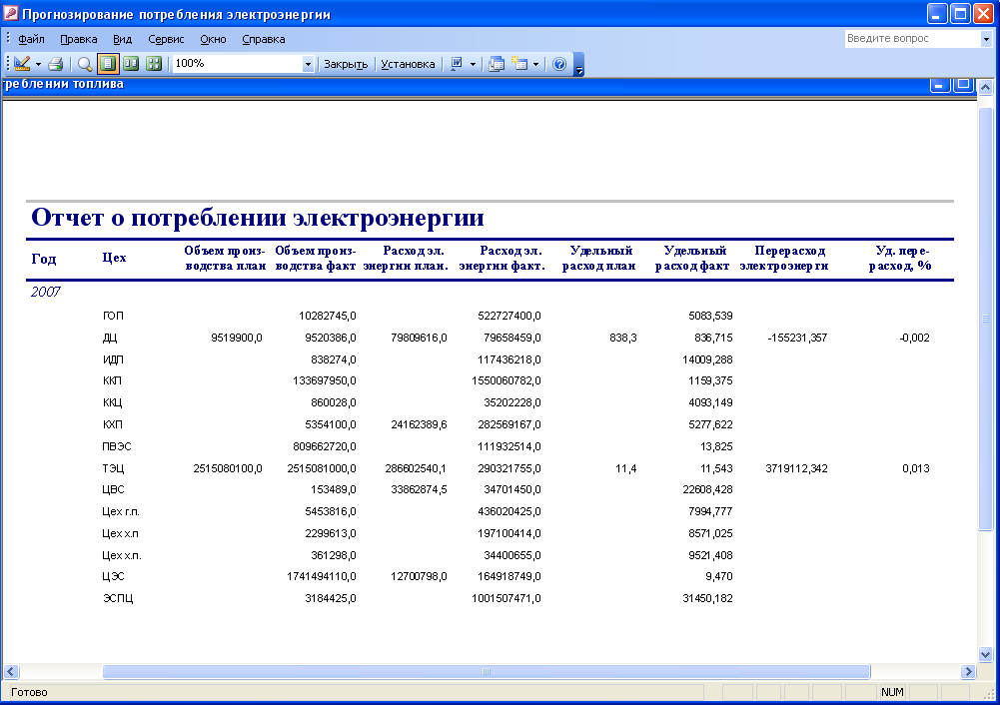 Прогнозирование потребления электроэнергии
Файл Правка Вид Сервис Окно Справка Введите вопрос
100% Закрыть Установка
треблении топлива
Отчет о потреблении электроэнергии
Год Цех Объем произ- Объем произ- Расход эл. Расход эл. Удельный Удельный Перерасход Уд. пере-
водства план водства факт энергии план. энергии факт. расход план расход факт электроэнерги расход, %
2007
ГОП 10282745,0 522727400,0 5083,539
ДЦ 9519900,0 9520386,0 79809616,0 79658459,0 838,3 836,715 -155231,357 -0,002
ИДП 838274,0 117436218,0 14009,288
ККП 133697950,0 1550060782,0 1159,375
ККЦ 860028,0 35202228,0 4093,149
КХП 5354100,0 24162389,6 282569167,0 5277,622
ПВЭС 809662720,0 111932514,0 13,825
ТЭЦ 2515080100,0 2515081000,0 286602540,1 290321755,0 11,4 11,543 3719112,342 0,013
ЦВС 153489,0 33862874,5 34701450,0 22608,428
Цех г.п. 5453816,0 436020425,0 7994,777
Цех х.п 2299613,0 197100414,0 8571,025
Цех х.п. 361298,0 34400655,0 9521,408
ЦЭС 1741494110,0 12700798,0 164918749,0 9,470
ЭСПЦ 3184425,0 1001507471,0 31450,182
Готово NUM